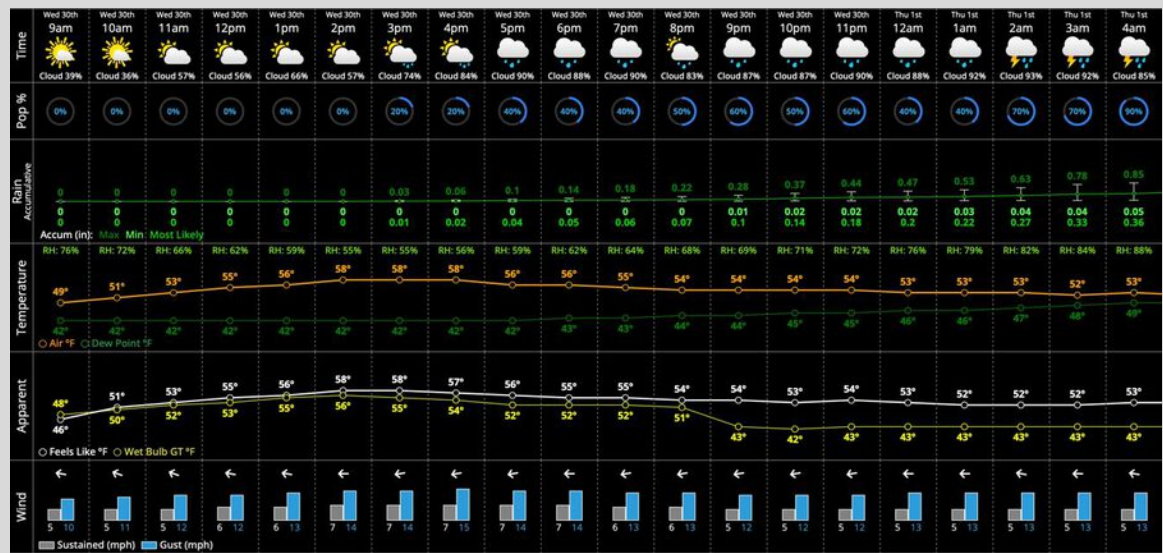 Time
Wed 30th Wed 30th Wed 30th Wed 30th Wed 30th Wed 30th Wed 30th Wed 30th Wed 30th Wed 30th Wed 30th Wed 30th Wed 30th Wed 30th Wed 30th Thu 1st Thu 1st Thu 1st Thu 1st Thu 1st
9am 10am 11am 12pm 1pm 2pm 3pm 4pm 5pm 6pm 7pm 8pm 9pm 10pm 11pm 12am 1am 2am 3am 4am
Cloud 39% Cloud 36% Cloud 57% Cloud 56% Cloud 66% Cloud 57% Cloud 74% Cloud 84% Cloud 90% Cloud 88% Cloud 90% Cloud 83% Cloud 87% Cloud 87% Cloud 90% Cloud 88% Cloud 92% Cloud 93% Cloud 92% Cloud 85%
Pop %
0% 0% 0% 0% 0% 0% 20% 20% 40% 40% 40% 50% 60% 50% 60% 40% 40% 70% 70% 90%
Rain
Accumulative
0 0 0 0 0 0 0.03 0.06 0.1 0.14 0.18 0.22 0.28 0.37 0.44 0.47 0.53 0.63 0.78 0.85
0 0 0 0 0 0 0 0 0 0 0 0 0.01 0.02 0.02 0.02 0.03 0.04 0.04 0.05
0 0 0 0 0 0 0.01 0.02 0.04 0.05 0.06 0.07 0.1 0.14 0.18 0.2 0.22 0.27 0.33 0.36
Accum (in): Max Min Most Likely
Temperature
RH: 76% RH: 72% RH: 66% RH: 62% RH: 59% RH: 55% RH: 55% RH: 56% RH: 59% RH: 62% RH: 64% RH: 68% RH: 69% RH: 71% RH: 72% RH: 76% RH: 79% RH: 82% RH: 84% RH: 88%
49° 51° 53° 55° 56° 58° 58° 58° 56° 56° 55° 54° 54° 54° 54° 53° 53° 53° 52° 53°
42° 42° 42° 42° 42° 42° 42° 42° 42° 43° 43° 44° 44° 45° 45° 46° 46° 47° 48° 49°
Air °F Dew Point °F
Apparent
48° 51° 53° 55° 56° 58° 58° 57° 56° 55° 55° 54° 54° 53° 54° 53° 52° 52° 52° 53°
46° 50° 52° 53° 55° 56° 55° 54° 52° 52° 52° 51° 43° 42° 43° 43° 43° 43° 43° 43°
Feels Like °F Wet Bulb GT °F
Wind
5 10 5 11 5 12 6 12 6 13 7 14 7 14 7 15 7 14 7 14 6 13 6 13 5 12 5 12 5 12 5 13 5 13 5 13 5 13 5 13
Sustained (mph) Gust (mph)